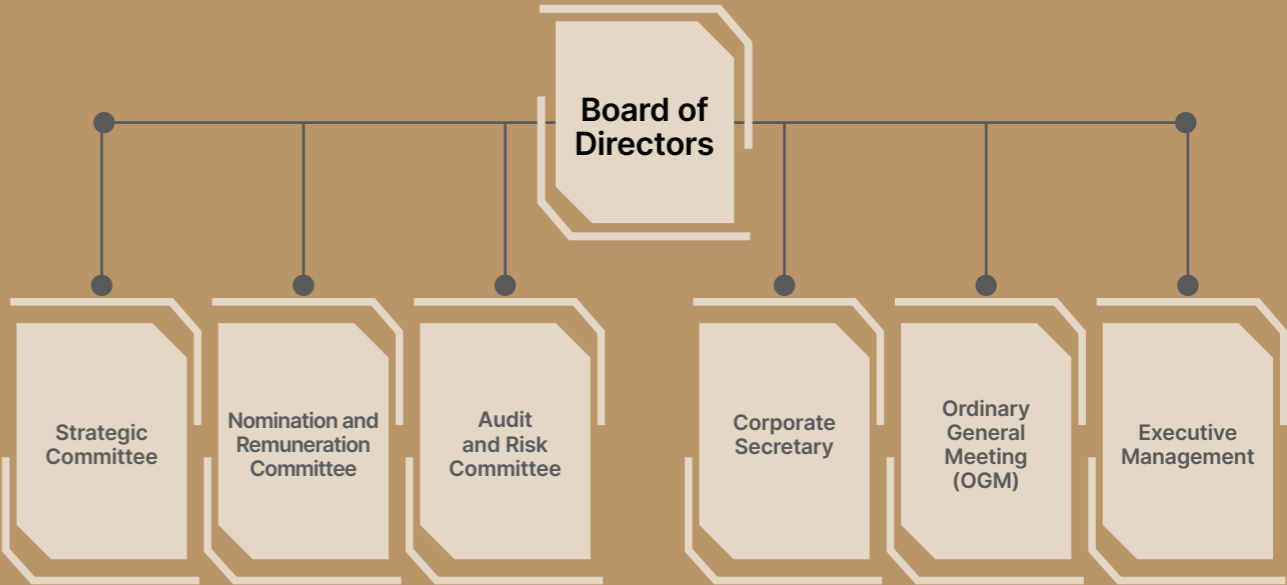 Board of
Directors
Strategic
Committee
Nomination and
Remuneration
Committee
Audit
and Risk
Committee
Corporate
Secretary
Ordinary
General
Meeting
(OGM)
Executive
Management